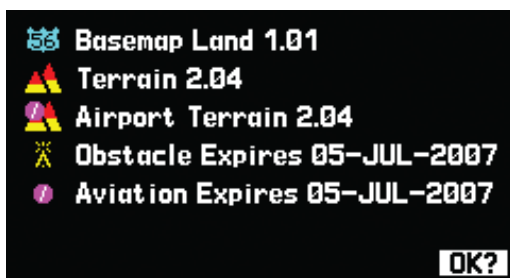 Basemap Land 1.01
Terrain 2.04
Airport Terrain 2.04
Obstacle Expires 05-JUL-2007
Aviation Expires 05-JUL-2007
OK?